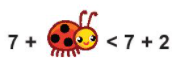 7 + < 7 + 2